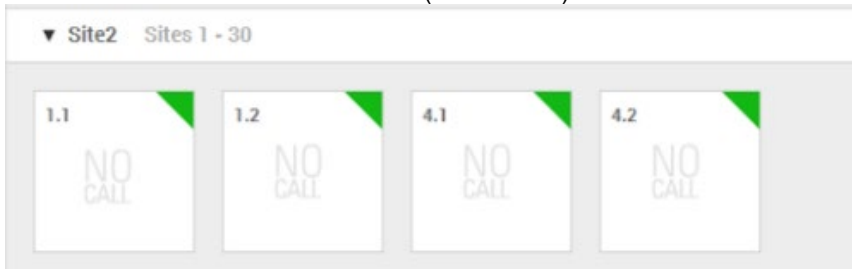 ▼ Site2 Sites 1 - 30
1.1 1.2 4.1 4.2
NO NO NO NO
CALL CALL CALL CALL